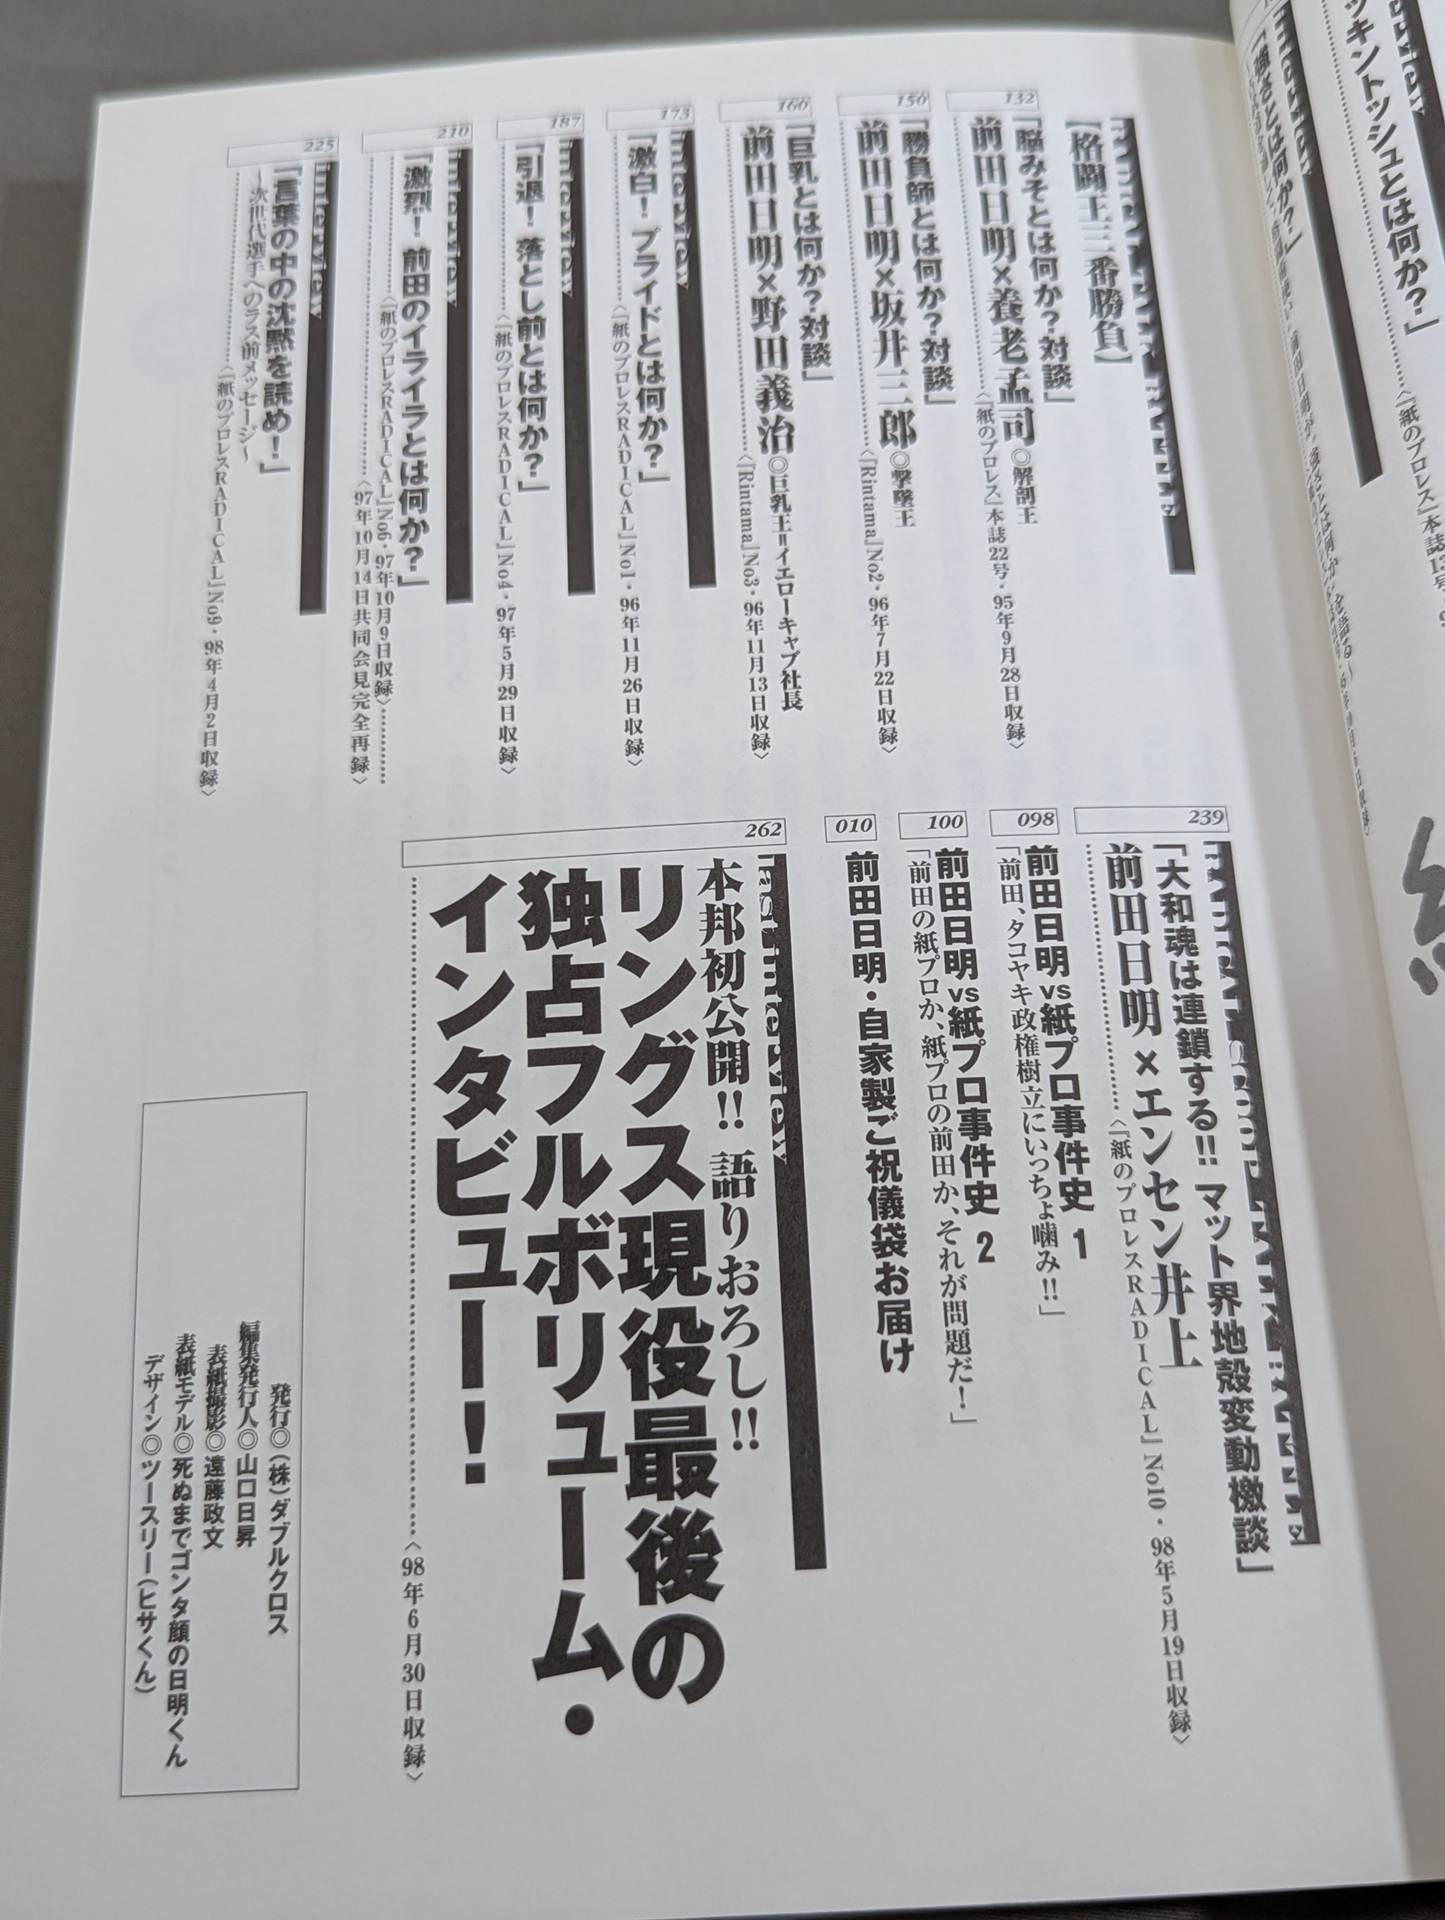 ッキントッシュとは何か？」
〈『紙のプロレス』本誌13号・9
「強さとは何か？」
【格闘王三番勝負】
132
「脳みそとは何か？対談」
前田日明×養老孟司◎解剖王
〈『紙のプロレス』本誌22号・95年9月28日収録〉
150
「勝負師とは何か？対談」
前田日明×坂井三郎◎撃墜王
〈『Rintama』No2・96年7月22日収録〉
160
「巨乳とは何か？対談」
前田日明×野田義治◎巨乳王＝イエローキャブ社長
〈『Rintama』No3・96年11月13日収録〉
173
Interview
「激白！プライドとは何か？」
〈『紙のプロレスRADICAL』No1・96年11月26日収録〉
187
Interview
「引退！落とし前とは何か？」
〈『紙のプロレスRADICAL』No4・97年5月29日収録〉
210
Interview
「激烈！前田のイライラとは何か？」
〈『紙のプロレスRADICAL』No6・97年10月9日収録〉
〈97年10月14日共同会見完全再録〉
225
Interview
「言葉の中の沈黙を読め！」
〜次世代選手へのラス前メッセージ〜
〈『紙のプロレスRADICAL』No9・98年4月2日収録〉
239
「大和魂は連鎖する!!マット界地殻変動檄談」
前田日明×エンセン井上
〈『紙のプロレスRADICAL』No10・98年5月19日収録〉
098
前田日明vs紙プロ事件史 1
「前田、タコヤキ政権樹立にいっちょ噛み!!」
100
前田日明vs紙プロ事件史 2
「前田の紙プロか、紙プロの前田か、それが問題だ！」
010
前田日明・自家製ご祝儀袋お届け
262
last interview
本邦初公開!!語りおろし!!
リングス現役最後の
独占フルボリューム・
インタビュー！
〈98年6月30日収録〉
発行◎（株）ダブルクロス
編集発行人◎山口日昇
表紙撮影◎遠藤政文
表紙モデル◎死ぬまでゴンタ顔の日明くん
デザイン◎ツースリー（ヒサくん）